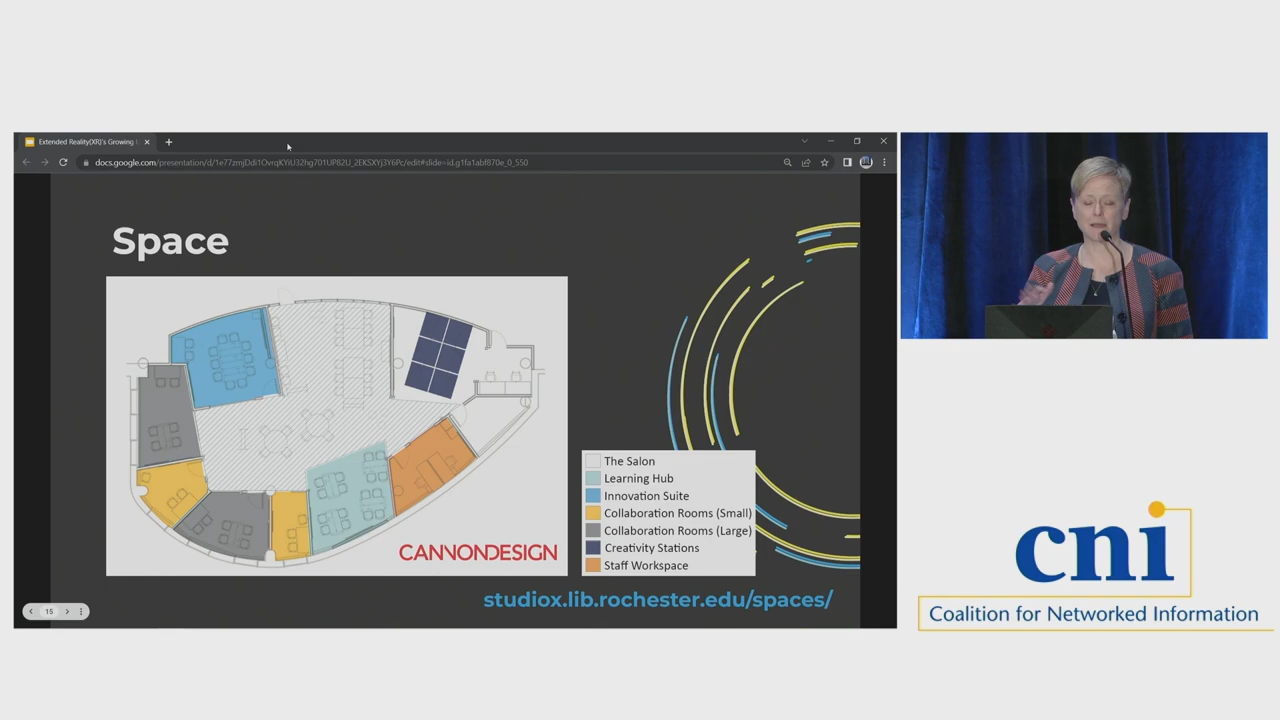 Extended Reality(XR)'s Growing
docs.google.com/presentation/d/1e77zmjDdi1OvrqKYiU32hg701UP82U_2EKSXYj3Y6Pc/edit#slide=id.g1fa1abf870e_0_550
Space
The Salon
Learning Hub
Innovation Suite
Collaboration Rooms (Small)
Collaboration Rooms (Large)
Creativity Stations
Staff Workspace
CANNONDESIGN
studiox.lib.rochester.edu/spaces/
15
cni
Coalition for Networked Information